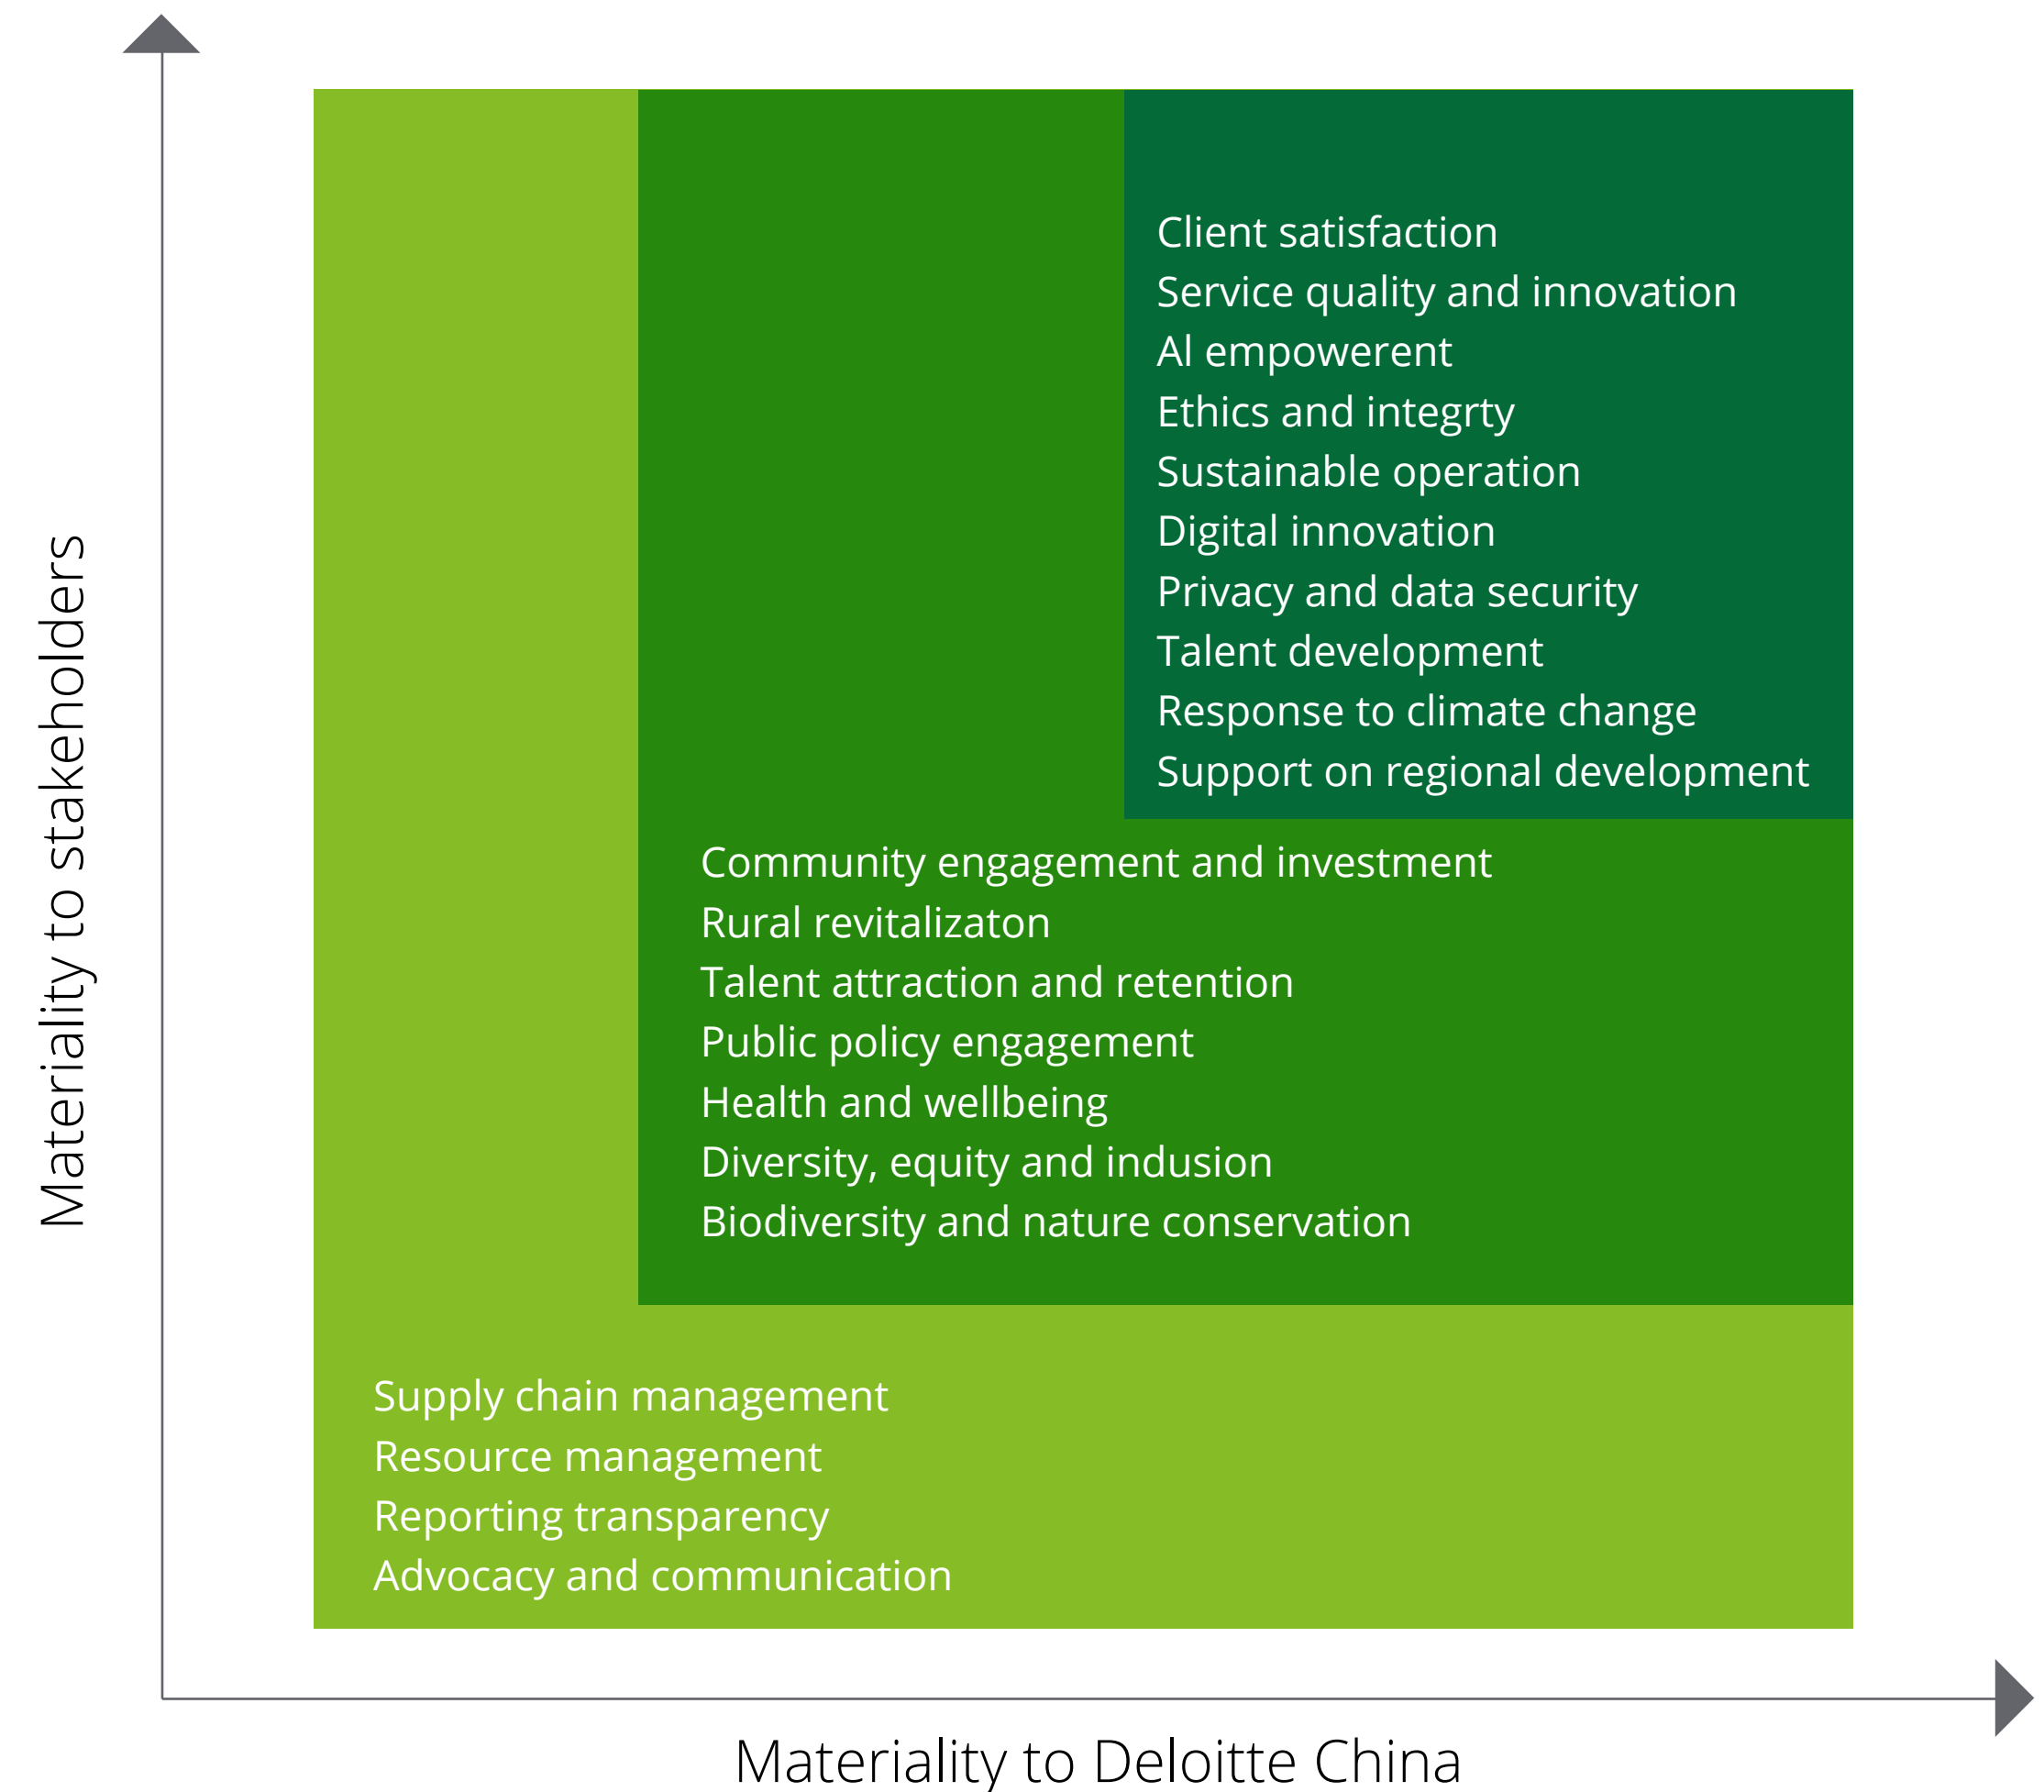 Materiality to stakeholders
Client satisfaction
Service quality and innovation
Al empowerent
Ethics and integrty
Sustainable operation
Digital innovation
Privacy and data security
Talent development
Response to climate change
Support on regional development
Community engagement and investment
Rural revitalizaton
Talent attraction and retention
Public policy engagement
Health and wellbeing
Diversity, equity and indusion
Biodiversity and nature conservation
Supply chain management
Resource management
Reporting transparency
Advocacy and communication
Materiality to Deloitte China